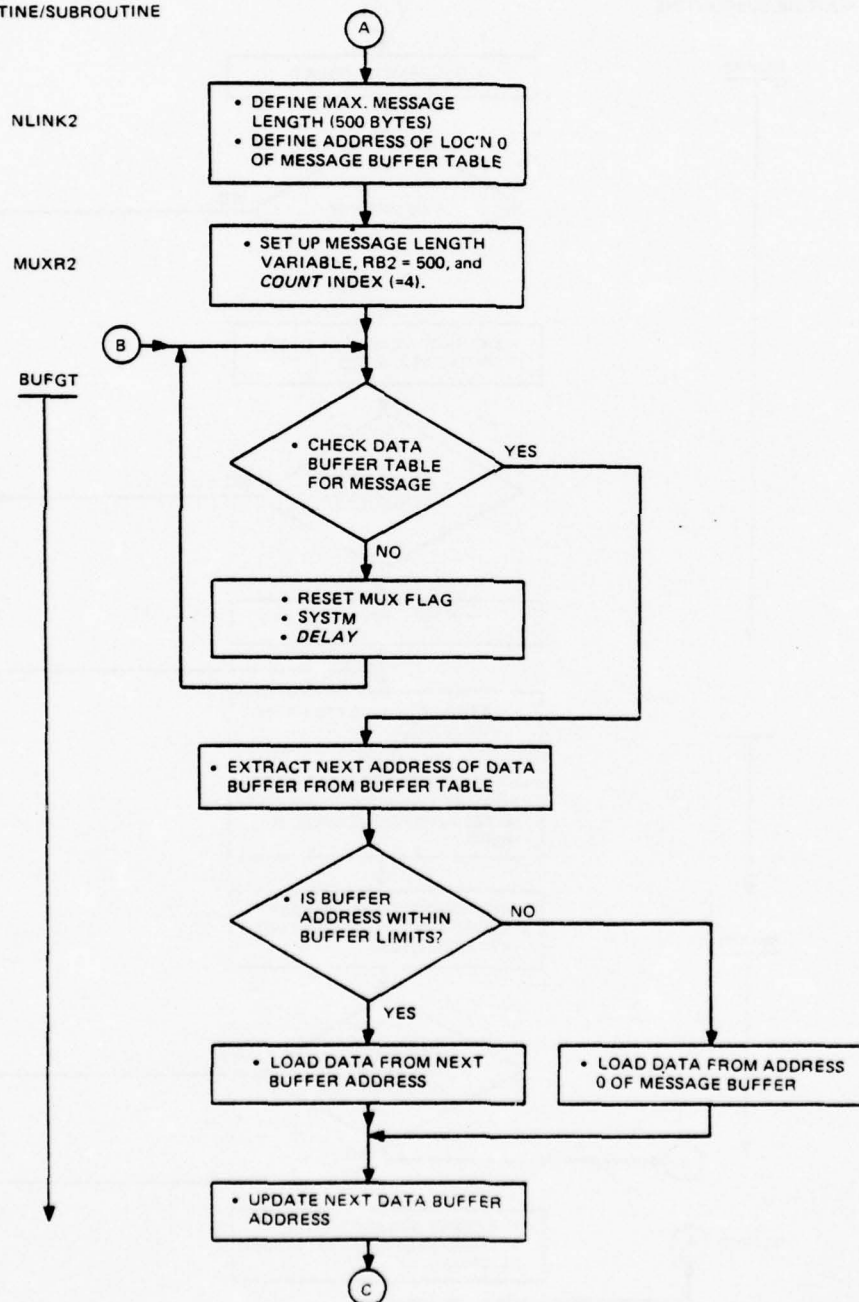 TINE/SUBROUTINE
A
NLINK2
• DEFINE MAX. MESSAGE
LENGTH (500 BYTES)
• DEFINE ADDRESS OF LOC'N 0
OF MESSAGE BUFFER TABLE
MUXR2
• SET UP MESSAGE LENGTH
VARIABLE, RB2 = 500, and
COUNT INDEX (=4).
B
BUFGT
• CHECK DATA
BUFFER TABLE
FOR MESSAGE
YES
NO
• RESET MUX FLAG
• SYSTM
• DELAY
• EXTRACT NEXT ADDRESS OF DATA
BUFFER FROM BUFFER TABLE
• IS BUFFER
ADDRESS WITHIN
BUFFER LIMITS?
NO
YES
• LOAD DATA FROM NEXT
BUFFER ADDRESS
• LOAD DATA FROM ADDRESS
0 OF MESSAGE BUFFER
• UPDATE NEXT DATA BUFFER
ADDRESS
C